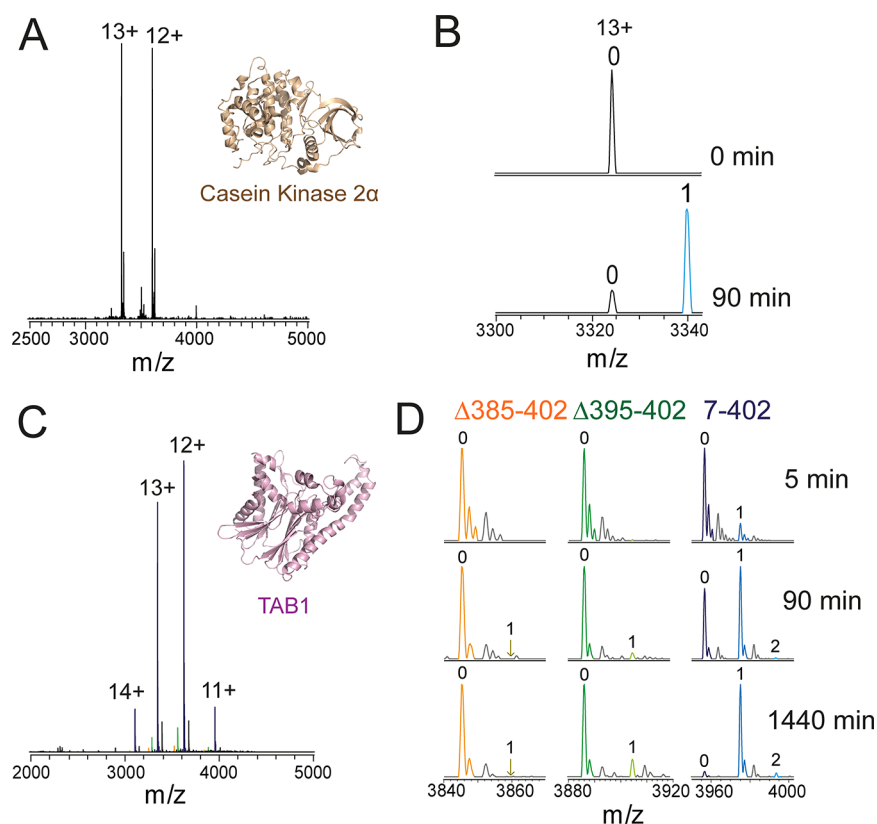 A
13+ 12+
Casein Kinase 2α
2500 3000 4000 5000
m/z
B
13+
0
0 min
1
0
90 min
3300 3320 3340
m/z
C
12+
13+
TAB1
14+ 11+
2000 3000 4000 5000
m/z
D
Δ385-402 Δ395-402 7-402
0 0 0
1
5 min
0 0 0 1
1 1 2
90 min
0 0 1
1 1 0 2
1440 min
3840 3860 3880 3920 3960 4000
m/z